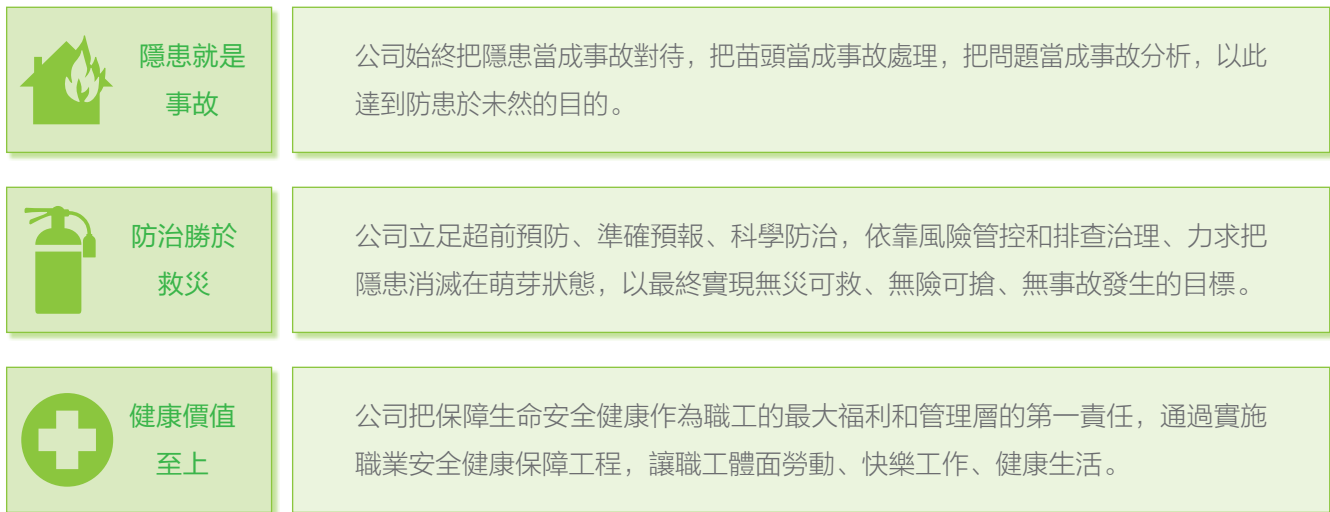 隱患就是
事故
公司始終把隱患當成事故對待，把苗頭當成事故處理，把問題當成事故分析，以此
達到防患於未然的目的。
防治勝於
救災
公司立足超前預防、準確預報、科學防治，依靠風險管控和排查治理、力求把
隱患消滅在萌芽狀態，以最終實現無災可救、無險可搶、無事故發生的目標。
健康價值
至上
公司把保障生命安全健康作為職工的最大福利和管理層的第一責任，通過實施
職業安全健康保障工程，讓職工體面勞動、快樂工作、健康生活。